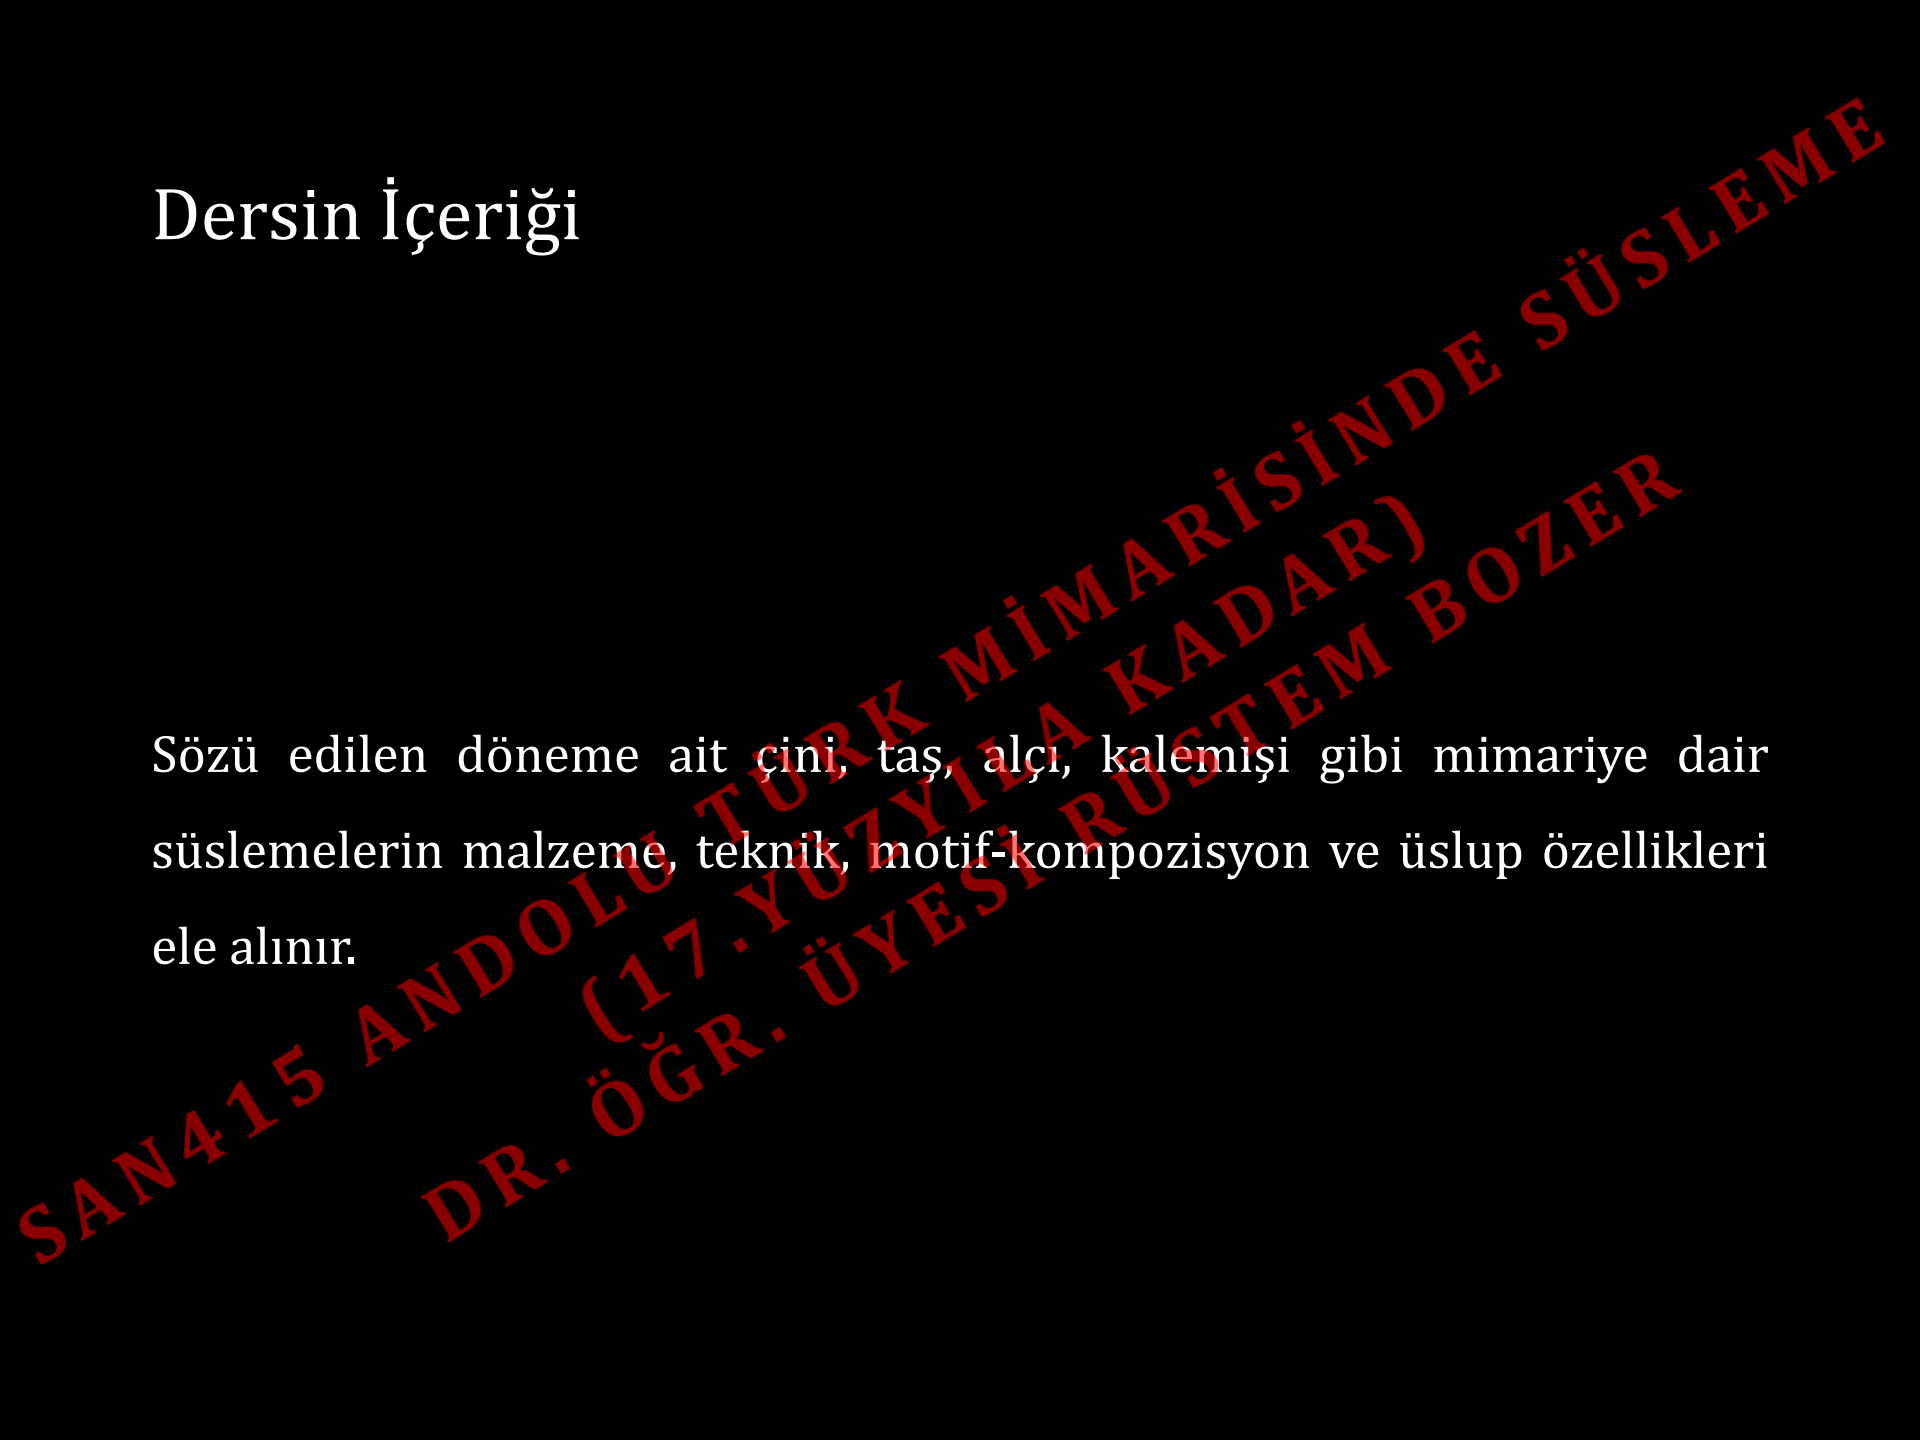 Dersin İçeriği
Sözü edilen döneme ait çini, taş, alçı, kalemişi gibi mimariye dair
süslemelerin malzeme, teknik, motif-kompozisyon ve üslup özellikleri
ele alınır.
SAN415 ANDOLU TÜRK MİMARİSİNDE SÜSLEME
(17.YÜZYILA KADAR)
DR. ÖĞR. ÜYESİ RÜSTEM BOZER